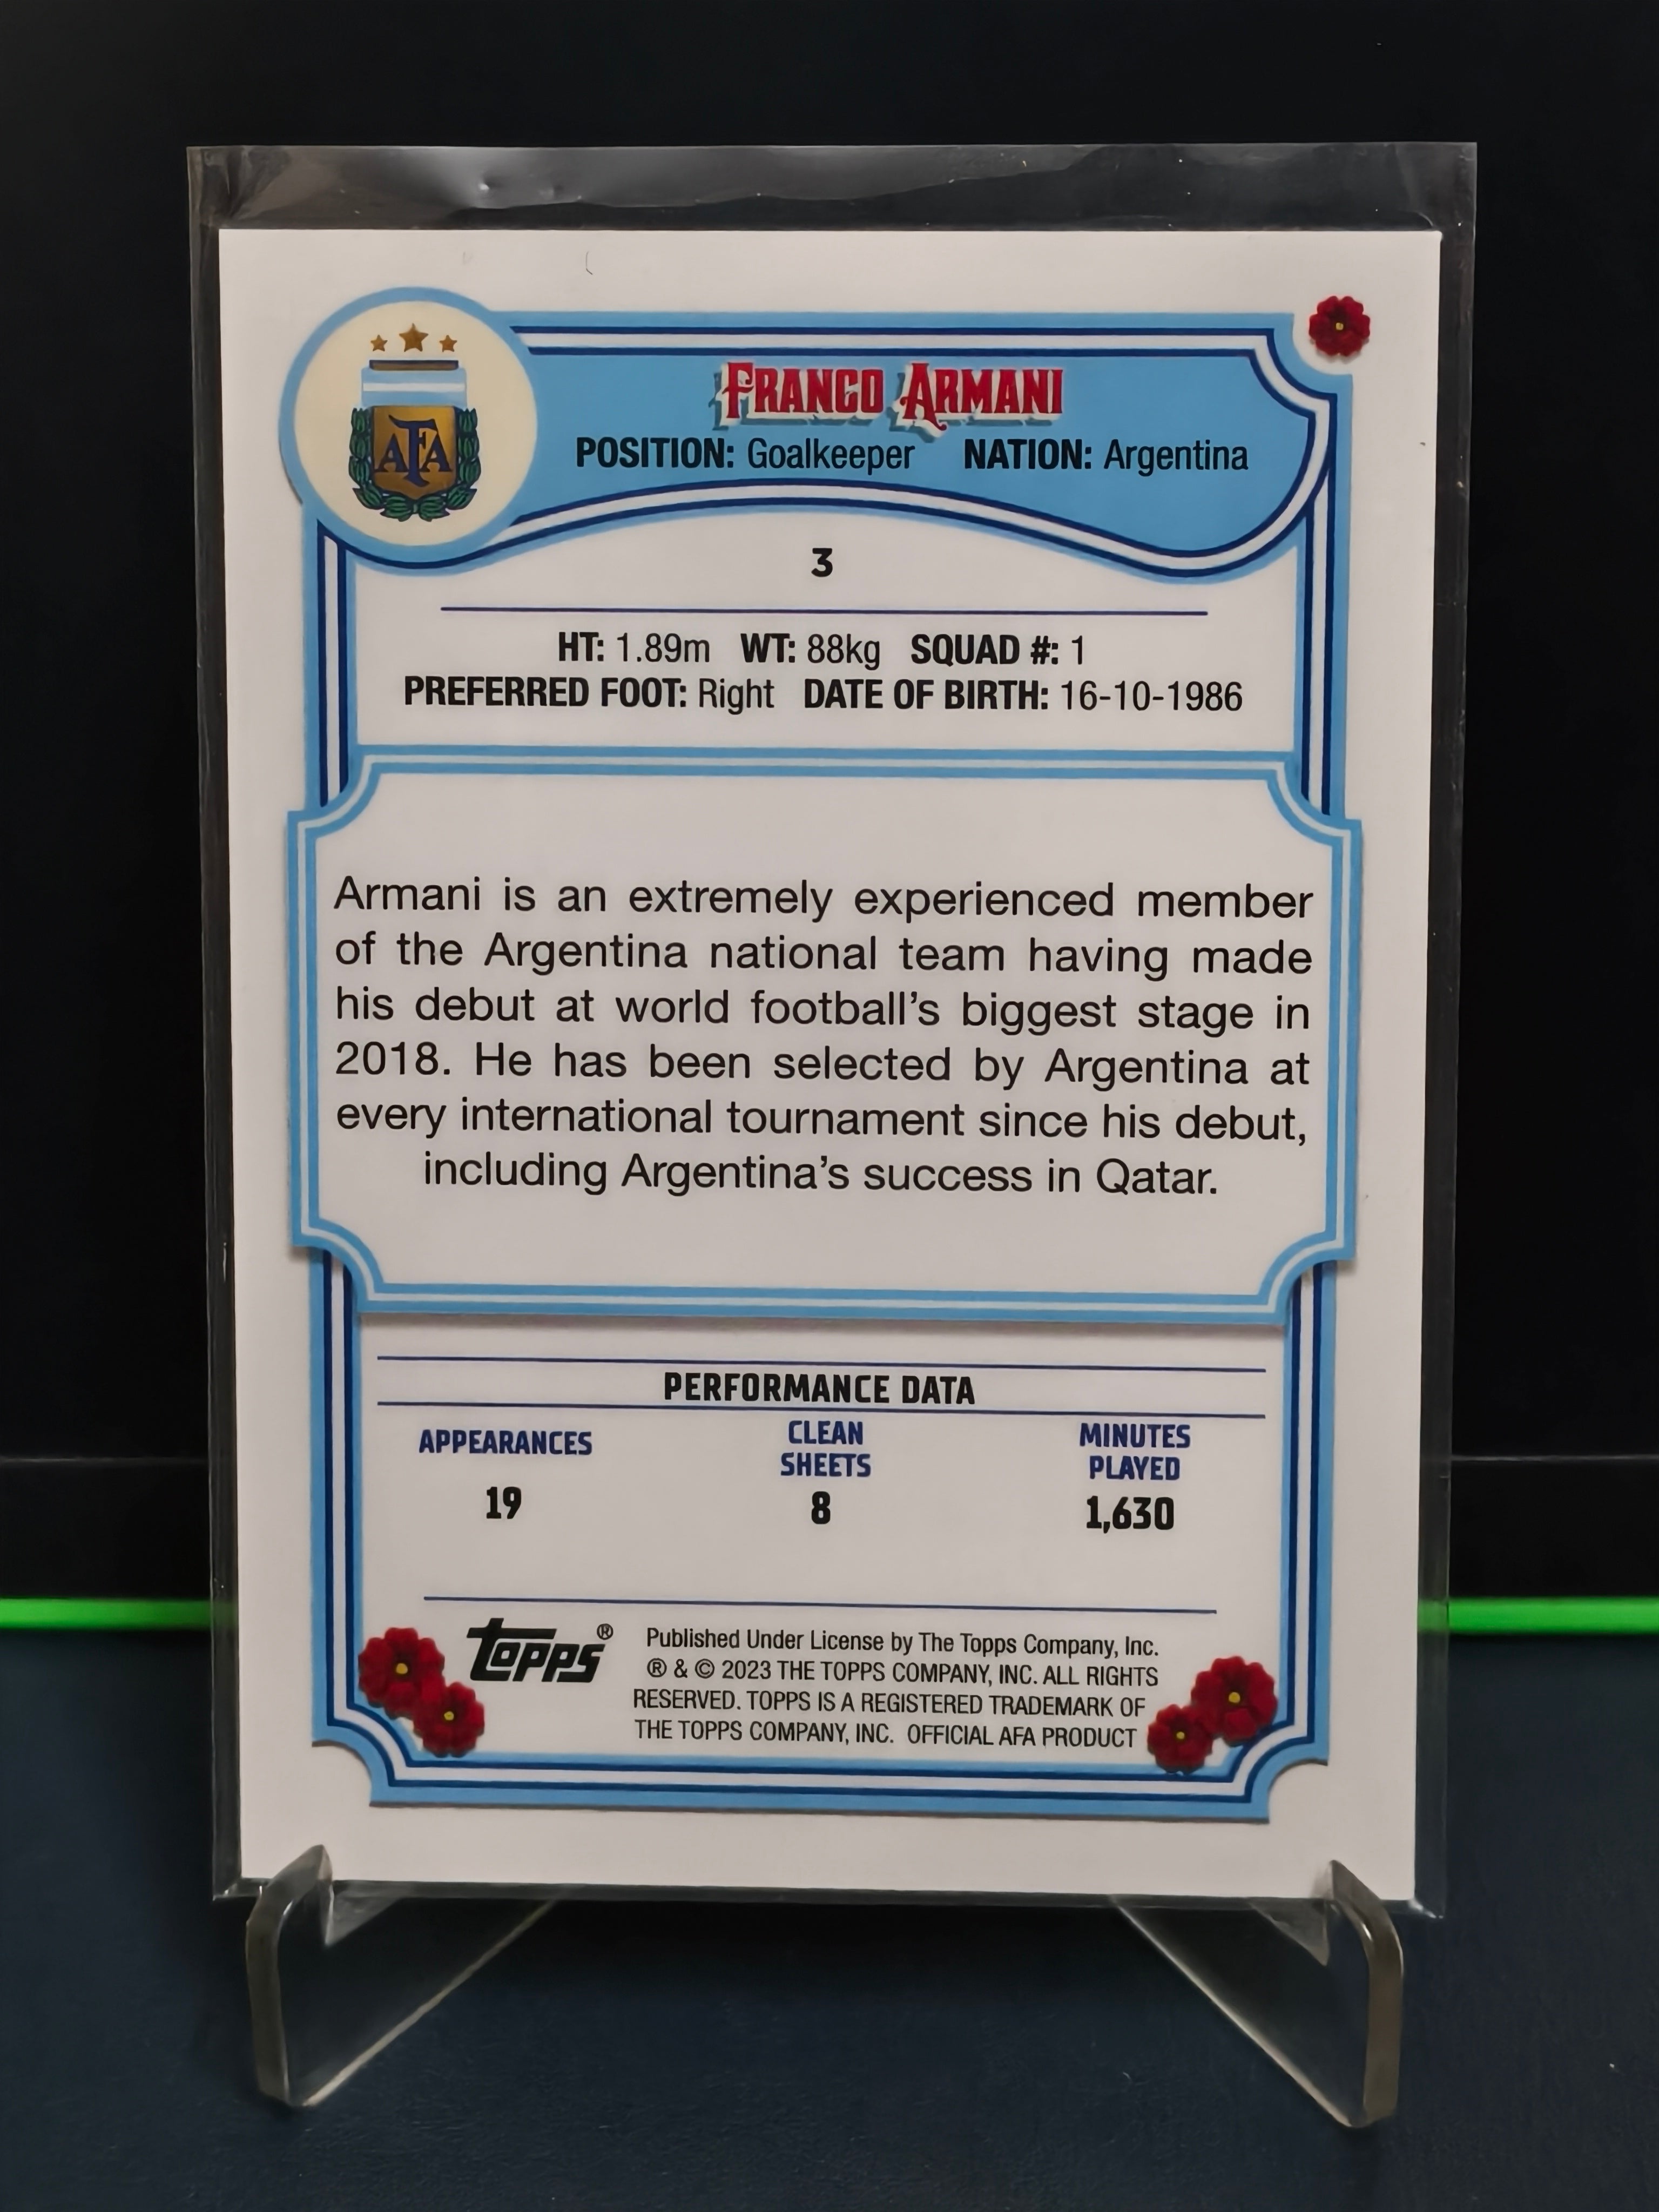 AFA
FRANCO ARMANI
POSITION: Goalkeeper NATION: Argentina
3
HT: 1.89m WT: 88kg SQUAD #: 1
PREFERRED FOOT: Right DATE OF BIRTH: 16-10-1986
Armani is an extremely experienced member
of the Argentina national team having made
his debut at world football's biggest stage in
2018. He has been selected by Argentina at
every international tournament since his debut,
including Argentina's success in Qatar.
PERFORMANCE DATA
APPEARANCES
19
CLEAN
SHEETS
8
MINUTES
PLAYED
1,630
Topps®
Published Under License by The Topps Company, Inc.
® & © 2023 THE TOPPS COMPANY, INC. ALL RIGHTS
RESERVED. TOPPS IS A REGISTERED TRADEMARK OF
THE TOPPS COMPANY, INC. OFFICIAL AFA PRODUCT